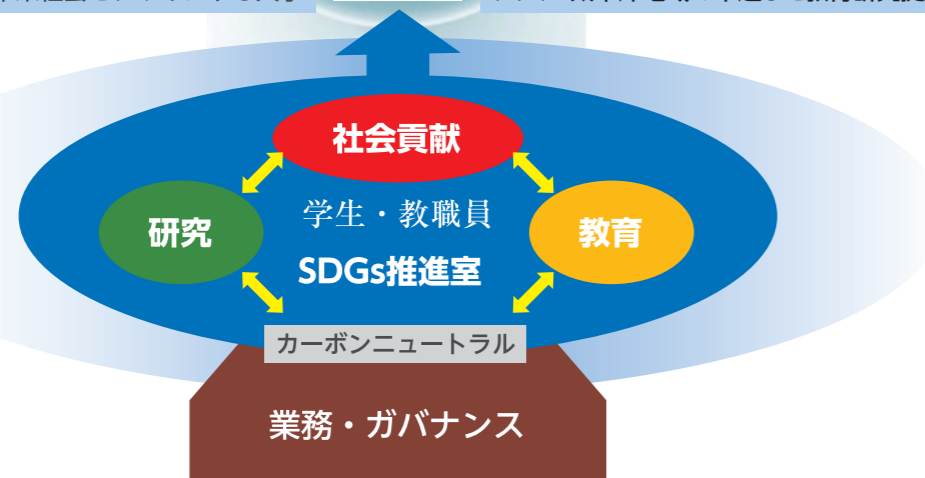 社会貢献
研究
学生・教職員
教育
SDGs推進室
カーボンニュートラル
業務・ガバナンス